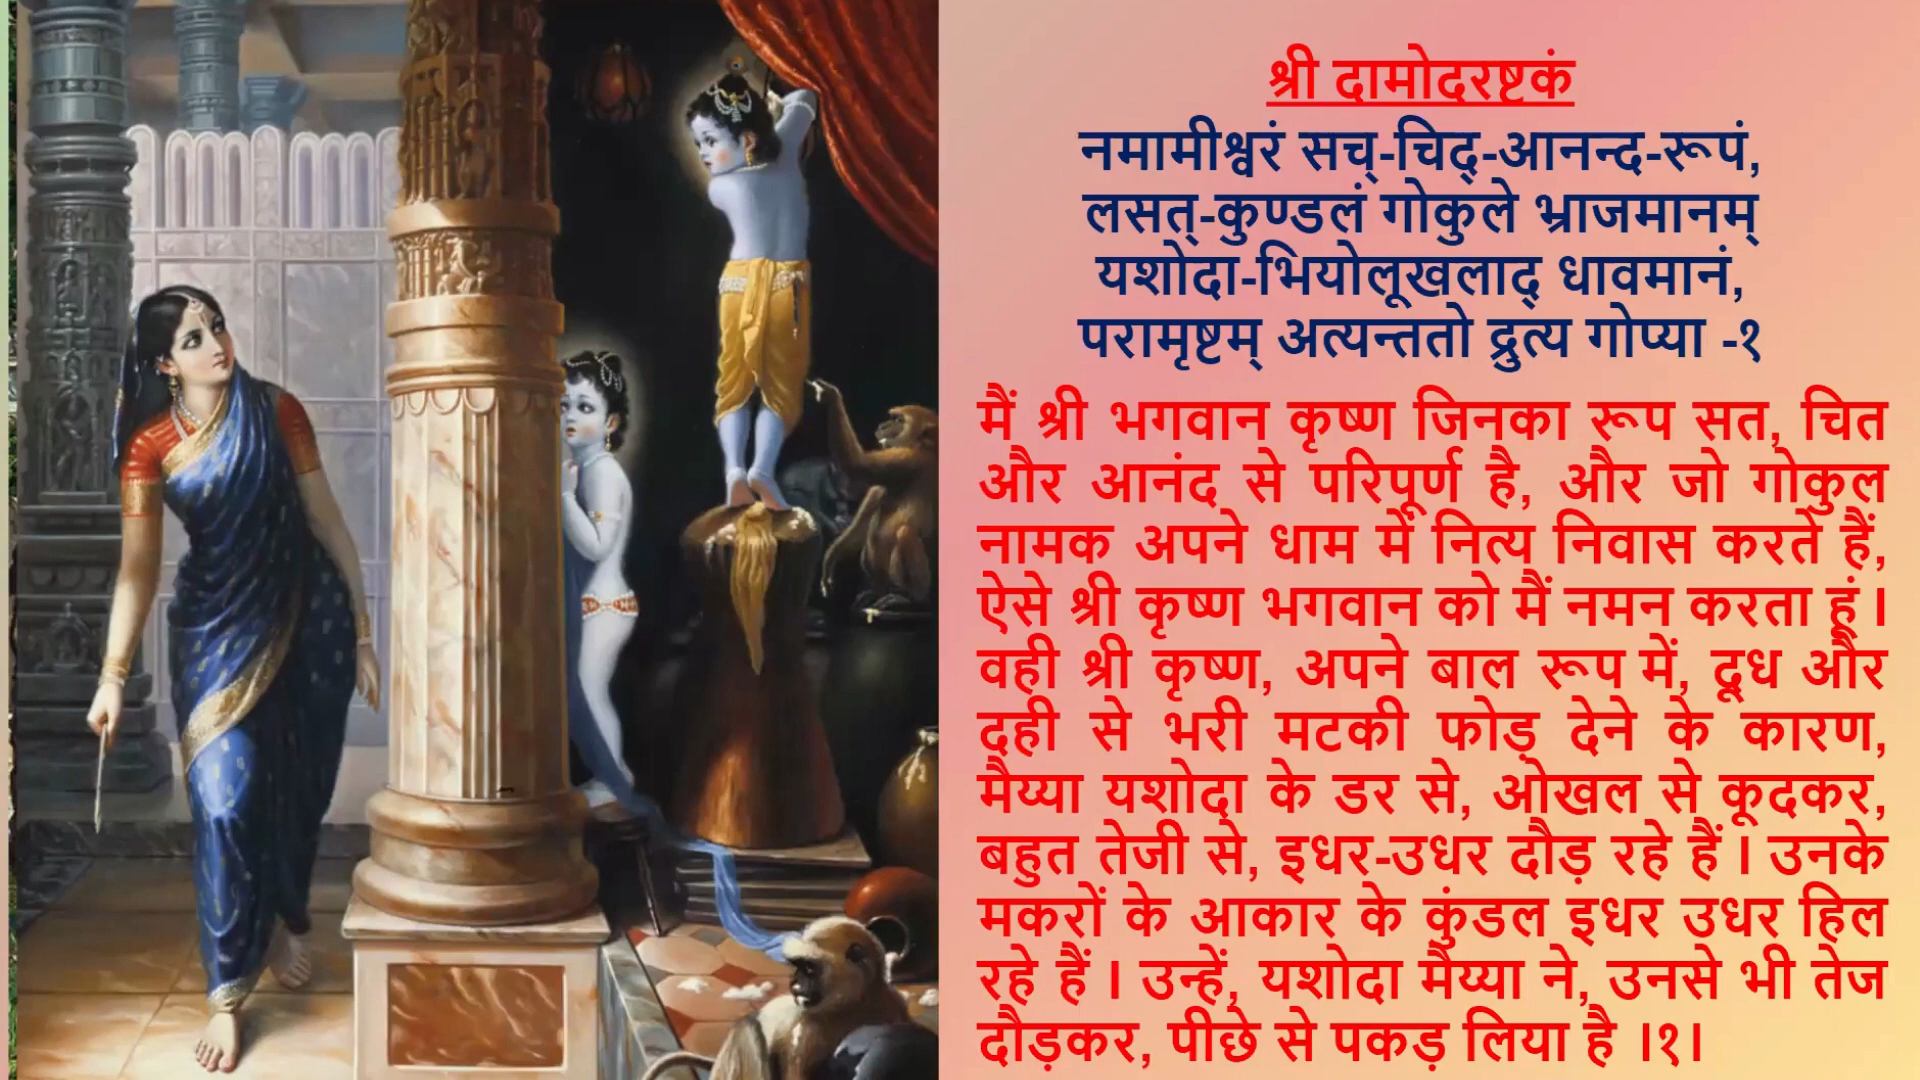 श्री दामोदरष्टकं
नमामीश्वरं सच्-चिद्-आनन्द-रूपं,
लसत्-कुण्डलं गोकुले भ्राजमानम्
यशोदा-भियोलूखलाद् धावमानं,
परामृष्टम् अत्यन्ततो द्रुत्य गोप्या -१
मैं श्री भगवान कृष्ण जिनका रूप सत, चित
और आनंद से परिपूर्ण है, और जो गोकुल
नामक अपने धाम में नित्य निवास करते हैं,
ऐसे श्री कृष्ण भगवान को मैं नमन करता हूं।
वही श्री कृष्ण, अपने बाल रूप में, दूध और
दही से भरी मटकी फोड़ देने के कारण,
मैय्या यशोदा के डर से, ओखल से कूदकर,
बहुत तेजी से, इधर-उधर दौड़ रहे हैं। उनके
मकरों के आकार के कुंडल इधर उधर हिल
रहे हैं। उन्हें, यशोदा मैय्या ने, उनसे भी तेज
दौड़कर, पीछे से पकड़ लिया है ।१।